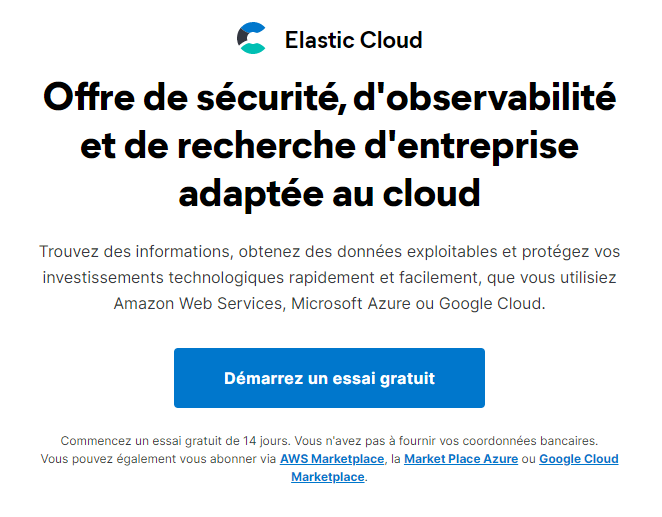 Elastic Cloud
Offre de sécurité, d'observabilité
et de recherche d'entreprise
adaptée au cloud
Trouvez des informations, obtenez des données exploitables et protégez vos
investissements technologiques rapidement et facilement, que vous utilisiez
Amazon Web Services, Microsoft Azure ou Google Cloud.
Démarrez un essai gratuit
Commencez un essai gratuit de 14 jours. Vous n'avez pas à fournir vos coordonnées bancaires.
Vous pouvez également vous abonner via AWS Marketplace, la Market Place Azure ou Google Cloud
Marketplace.